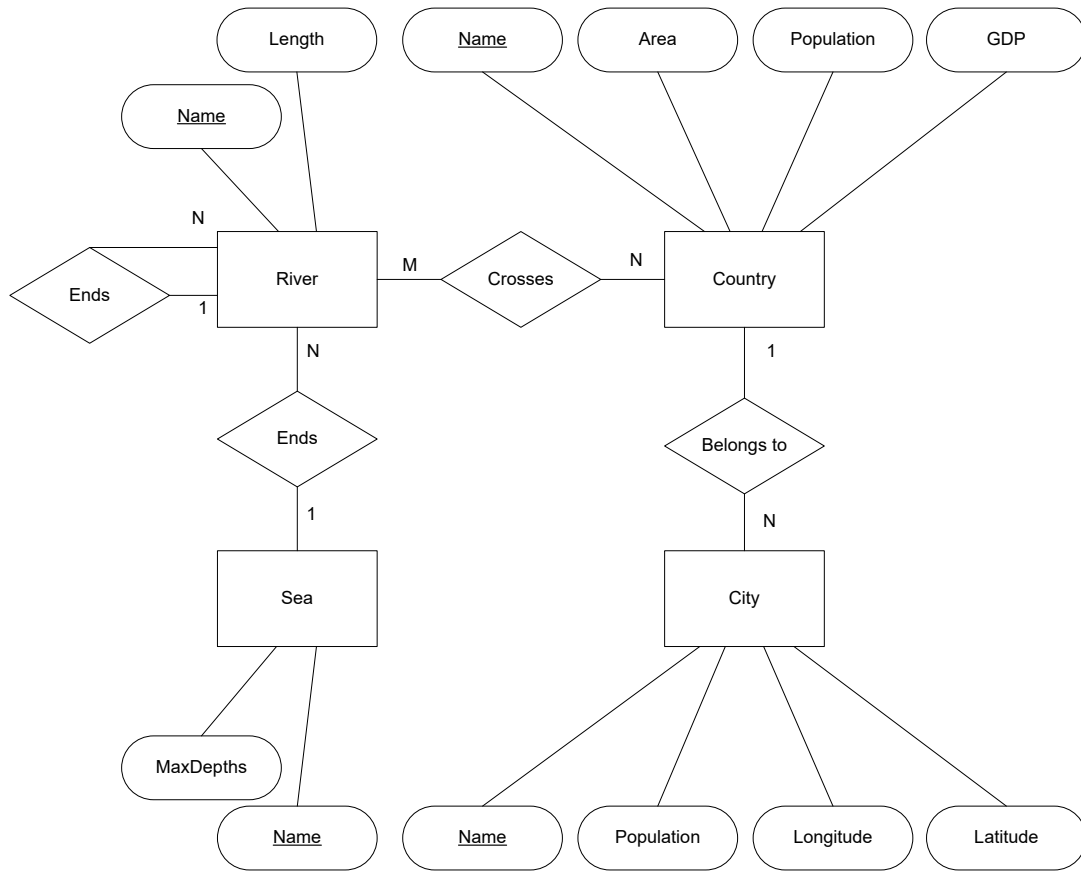 Length
Name
Area
Population
GDP
Name
N
River
M
Crosses
N
Country
Ends
1
N
1
Ends
Belongs to
1
N
Sea
City
MaxDepths
Name
Name
Population
Longitude
Latitude